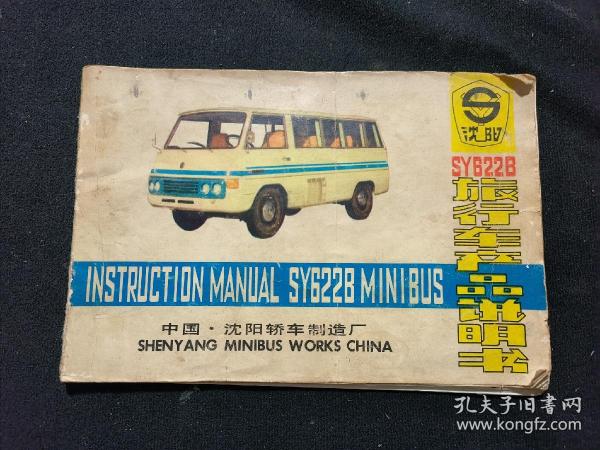 沈阳
SY622B
旅行车产品说明书
INSTRUCTION MANUAL SY622B MINIBUS
中国·沈阳轿车制造厂
SHENYANG MINIBUS WORKS CHINA
孔夫子旧书网
www.kongfz.com